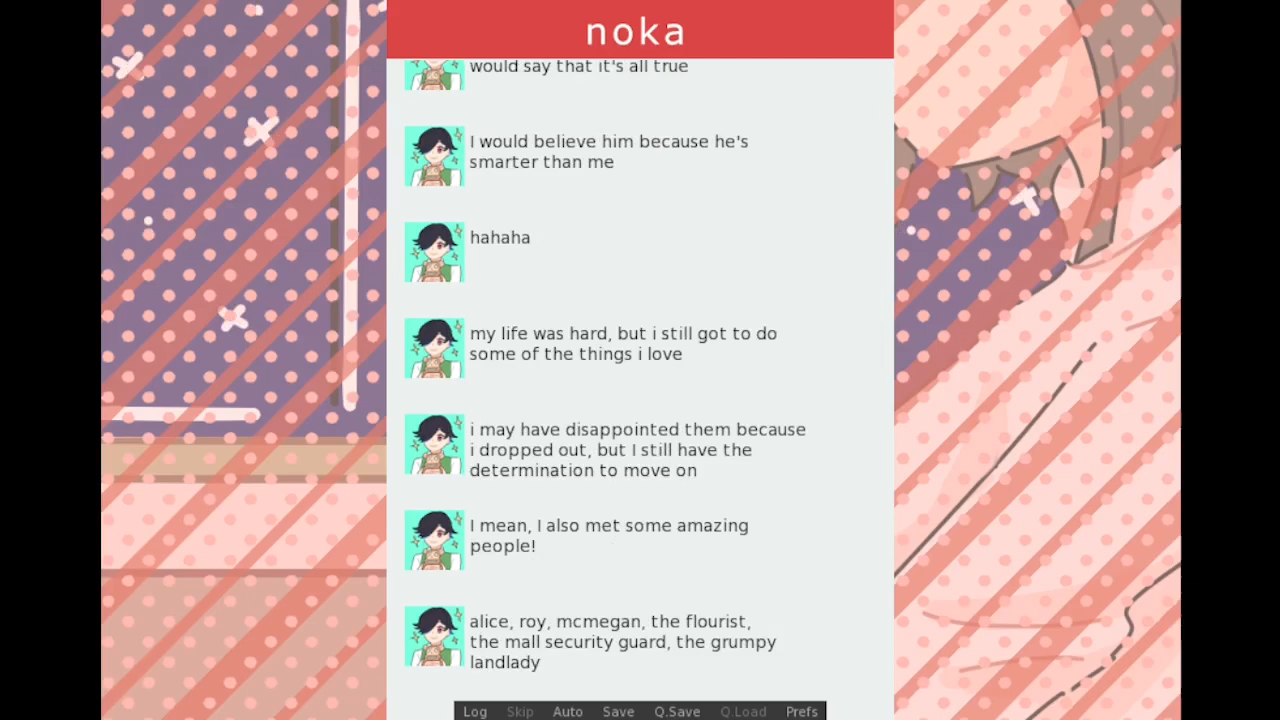 noka
would say that it's all true
I would believe him because he's
smarter than me
hahaha
my life was hard, but i still got to do
some of the things i love
i may have disappointed them because
i dropped out, but I still have the
determination to move on
I mean, I also met some amazing
people!
alice, roy, mcmegan, the flourist,
the mall security guard, the grumpy
landlady
Log Skip Auto Save Q.Save Q.Load Prefs